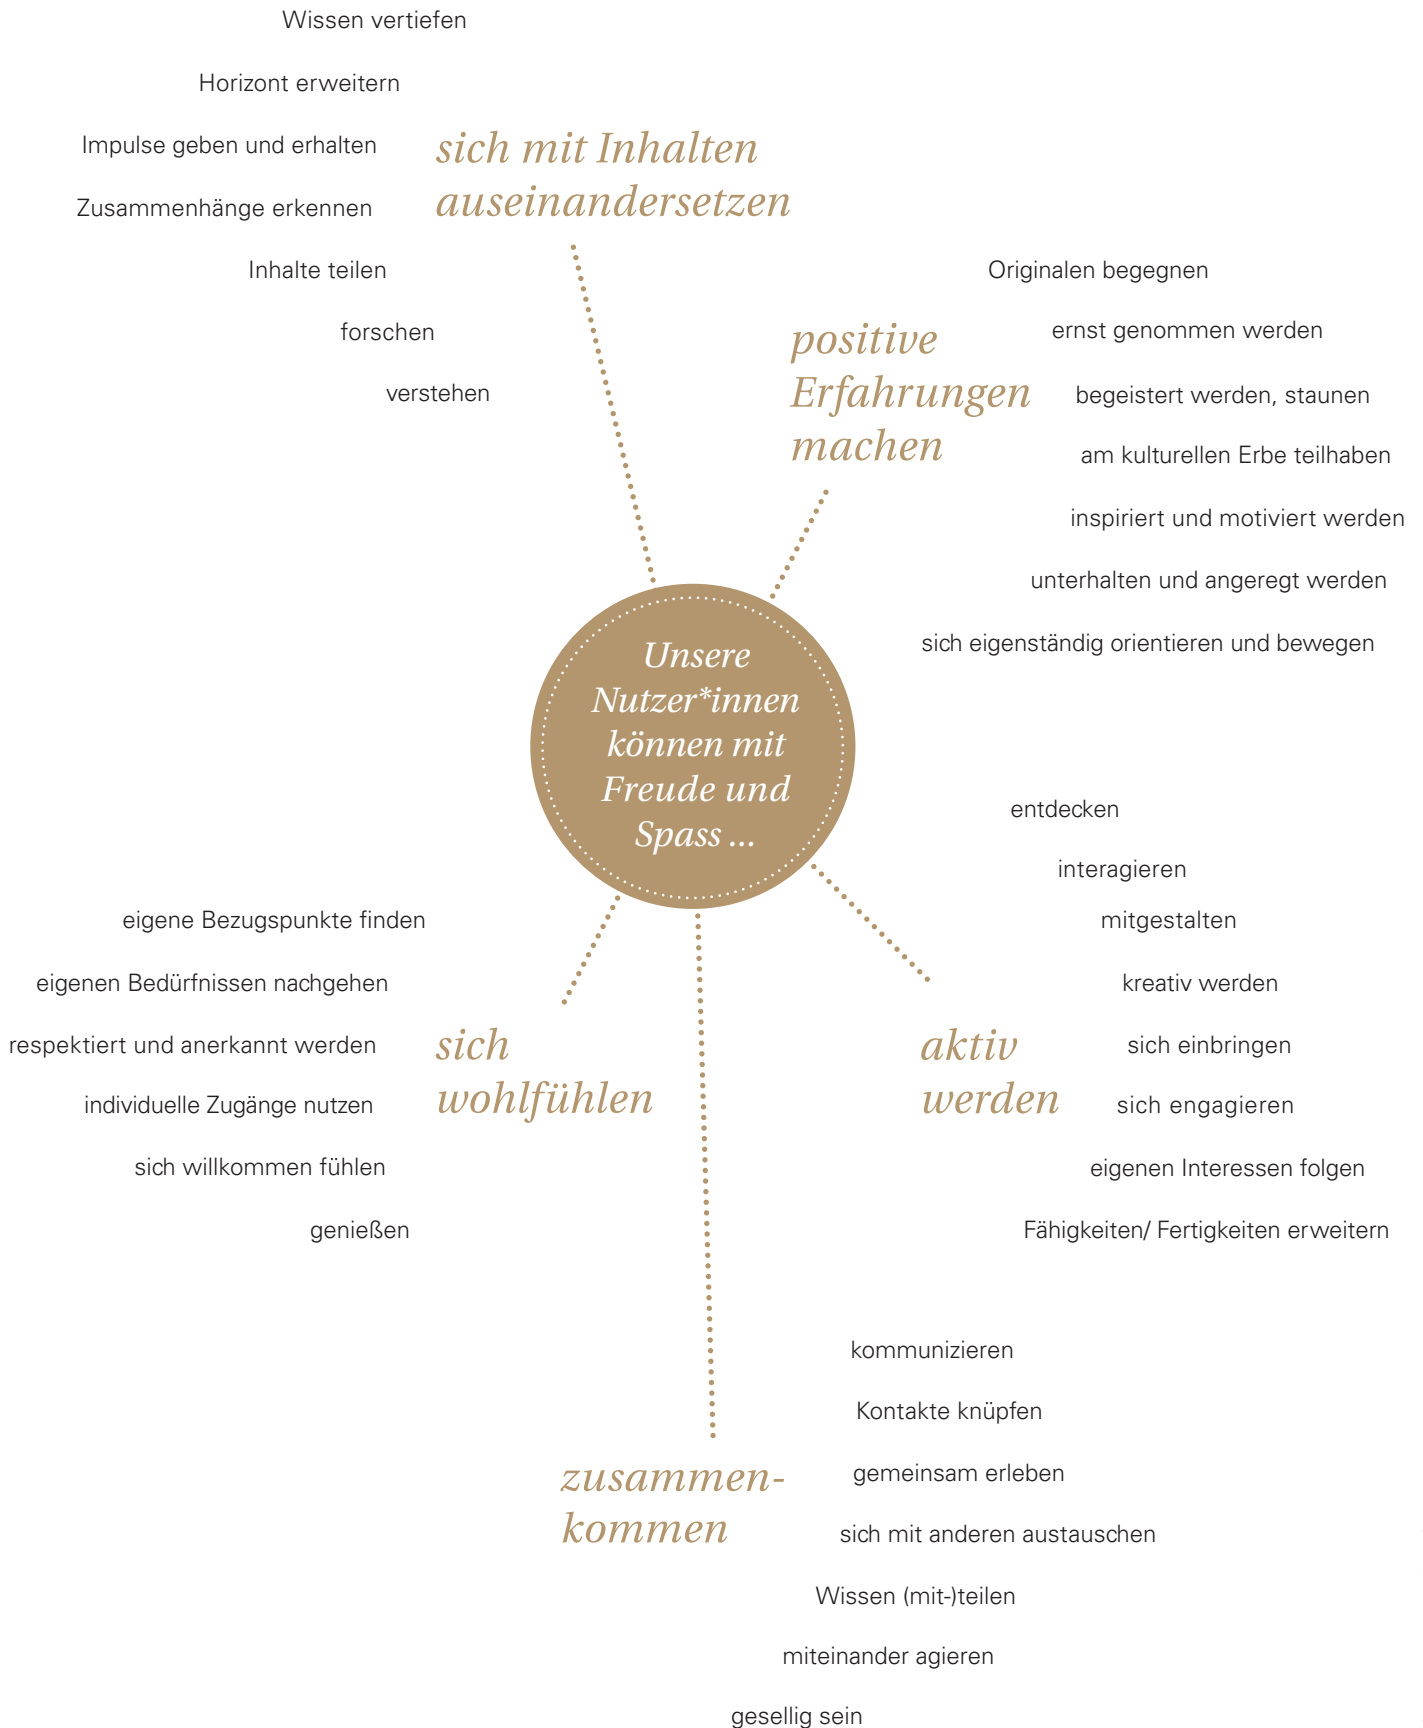 Wissen vertiefen
Horizont erweitern
Impulse geben und erhalten
Zusammenhänge erkennen
Inhalte teilen
forschen
verstehen
sich mit Inhalten
auseinandersetzen
Originalen begegnen
ernst genommen werden
begeistert werden, staunen
am kulturellen Erbe teilhaben
inspiriert und motiviert werden
unterhalten und angeregt werden
sich eigenständig orientieren und bewegen
positive
Erfahrungen
machen
Unsere
Nutzer*innen
können mit
Freude und
Spass ...
entdecken
interagieren
mitgestalten
kreativ werden
sich einbringen
sich engagieren
eigenen Interessen folgen
Fähigkeiten/ Fertigkeiten erweitern
aktiv
werden
eigene Bezugspunkte finden
eigenen Bedürfnissen nachgehen
respektiert und anerkannt werden
individuelle Zugänge nutzen
sich willkommen fühlen
genießen
sich
wohlfühlen
zusammen-
kommen
kommunizieren
Kontakte knüpfen
gemeinsam erleben
sich mit anderen austauschen
Wissen (mit-)teilen
miteinander agieren
gesellig sein